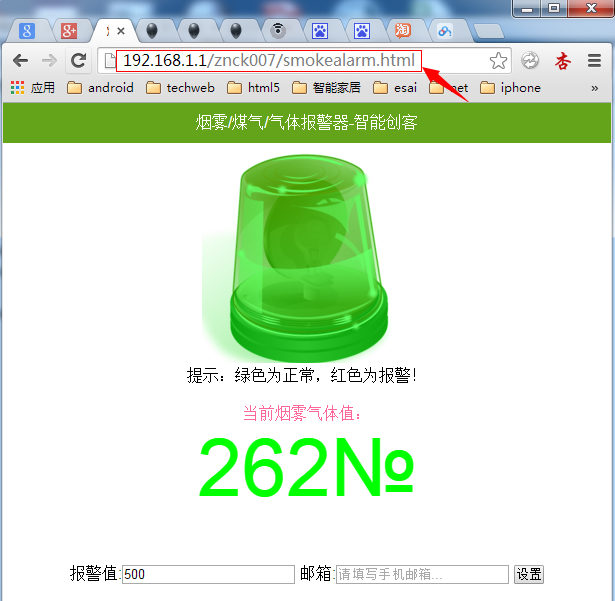 192.168.1.1/znck007/smokealarm.html
应用 android techweb html5 智能家居 esai net iphone »
烟雾/煤气/气体报警器-智能创客
提示：绿色为正常，红色为报警！
当前烟雾气体值：
262№
报警值:500 邮箱:请填写手机邮箱... 设置